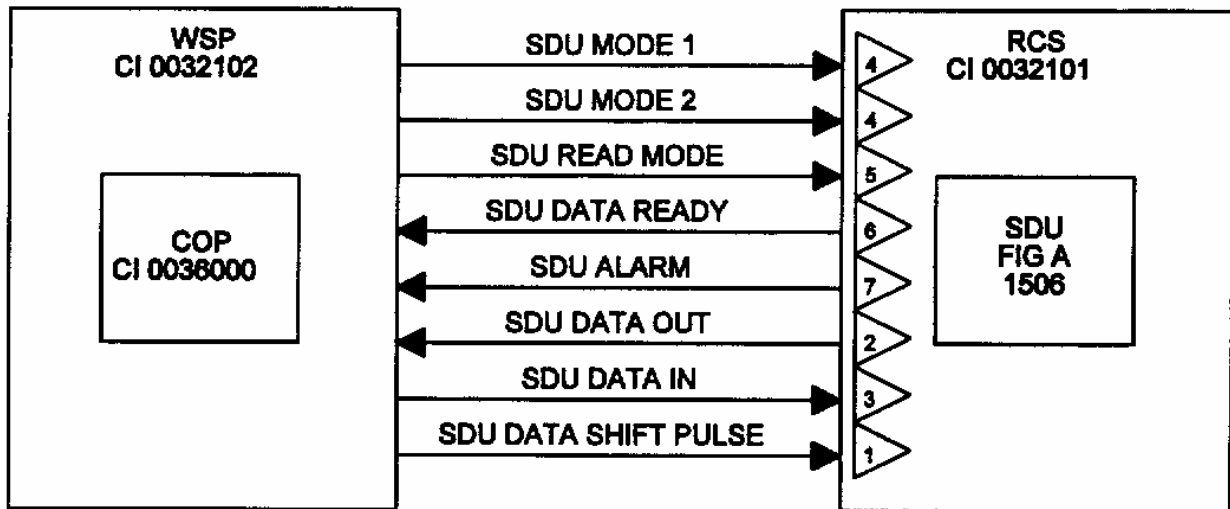 WSP
CI 0032102
COP
CI 0036000
SDU MODE 1
SDU MODE 2
SDU READ MODE
SDU DATA READY
SDU ALARM
SDU DATA OUT
SDU DATA IN
SDU DATA SHIFT PULSE
4
4
5
6
7
2
3
1
RCS
CI 0032101
SDU
FIG A
1506